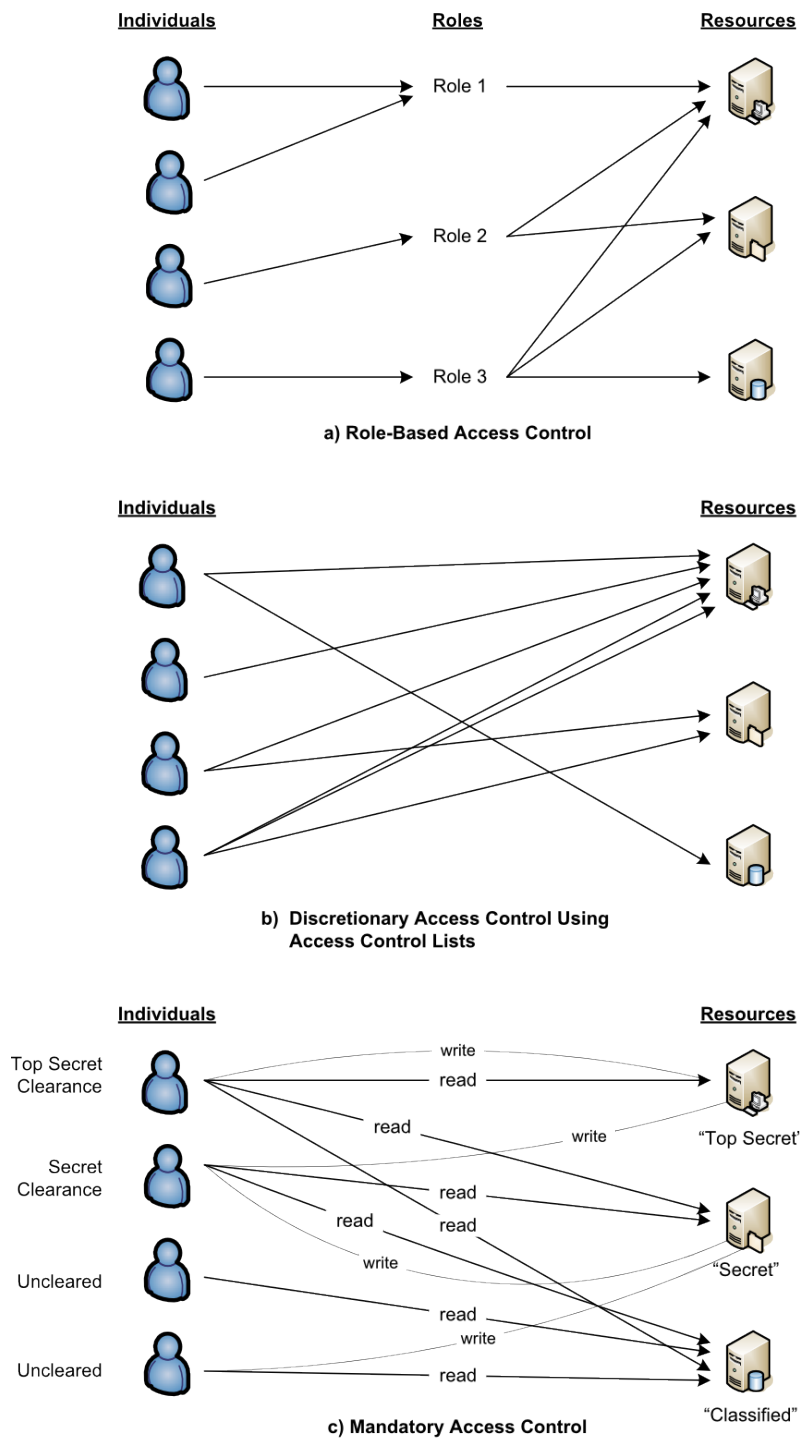 Individuals Roles Resources
Role 1
Role 2
Role 3
a) Role-Based Access Control
Individuals Resources
b) Discretionary Access Control Using
Access Control Lists
Individuals Resources
Top Secret
Clearance
write
read
“Top Secret’
read
write
Secret
Clearance
read
read
read
write
“Secret”
Uncleared
read
write
Uncleared
read
“Classified”
c) Mandatory Access Control